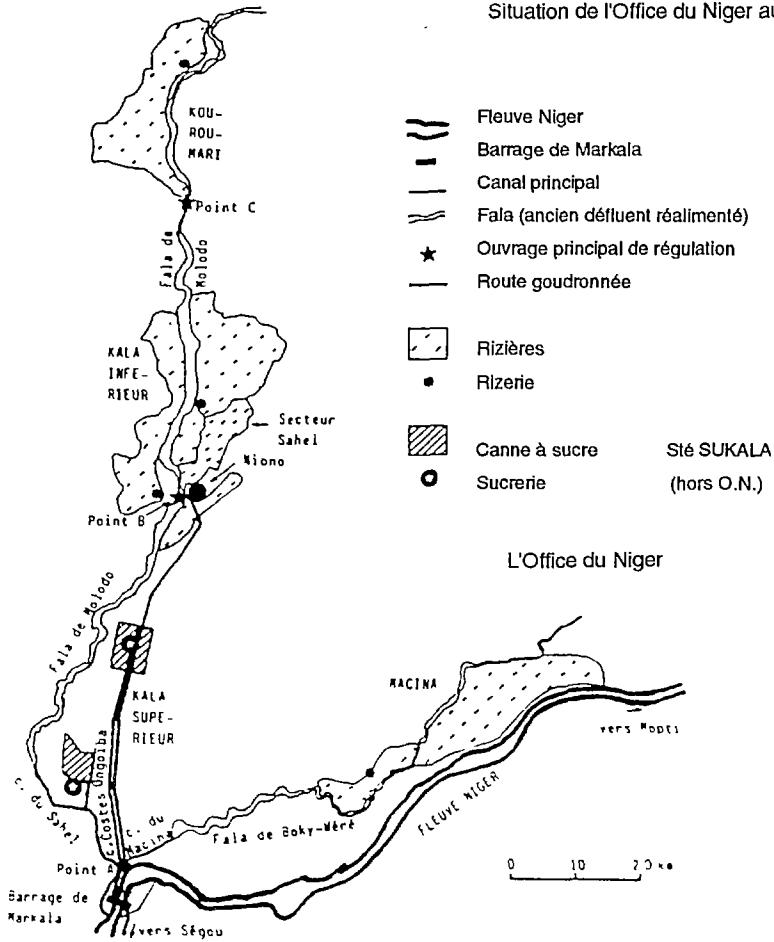 Situation de l'Office du Niger au
Fleuve Niger
Barrage de Markala
Canal principal
Fala (ancien défluent réalimenté)
Ouvrage principal de régulation
Route goudronnée
Rizières
Rizerie
Canne à sucre Sté SUKALA
Sucrerie (hors O.N.)
L'Office du Niger
KOU-
ROU-
MARI
Point C
Fala de
Molodo
KALA
INFE-
RIEUR
Secteur
Sahel
Niono
Point B
Fala de Molodo
KALA
SUPE-
RIEUR
MACINA
vers Mopti
c. du Sahel
c. Costes Ongoiba
c. du
Macina
Fala de Boky-Wéré
FLEUVE NIGER
Point A
Barrage de
Markala
vers Ségou
0 10 20 km